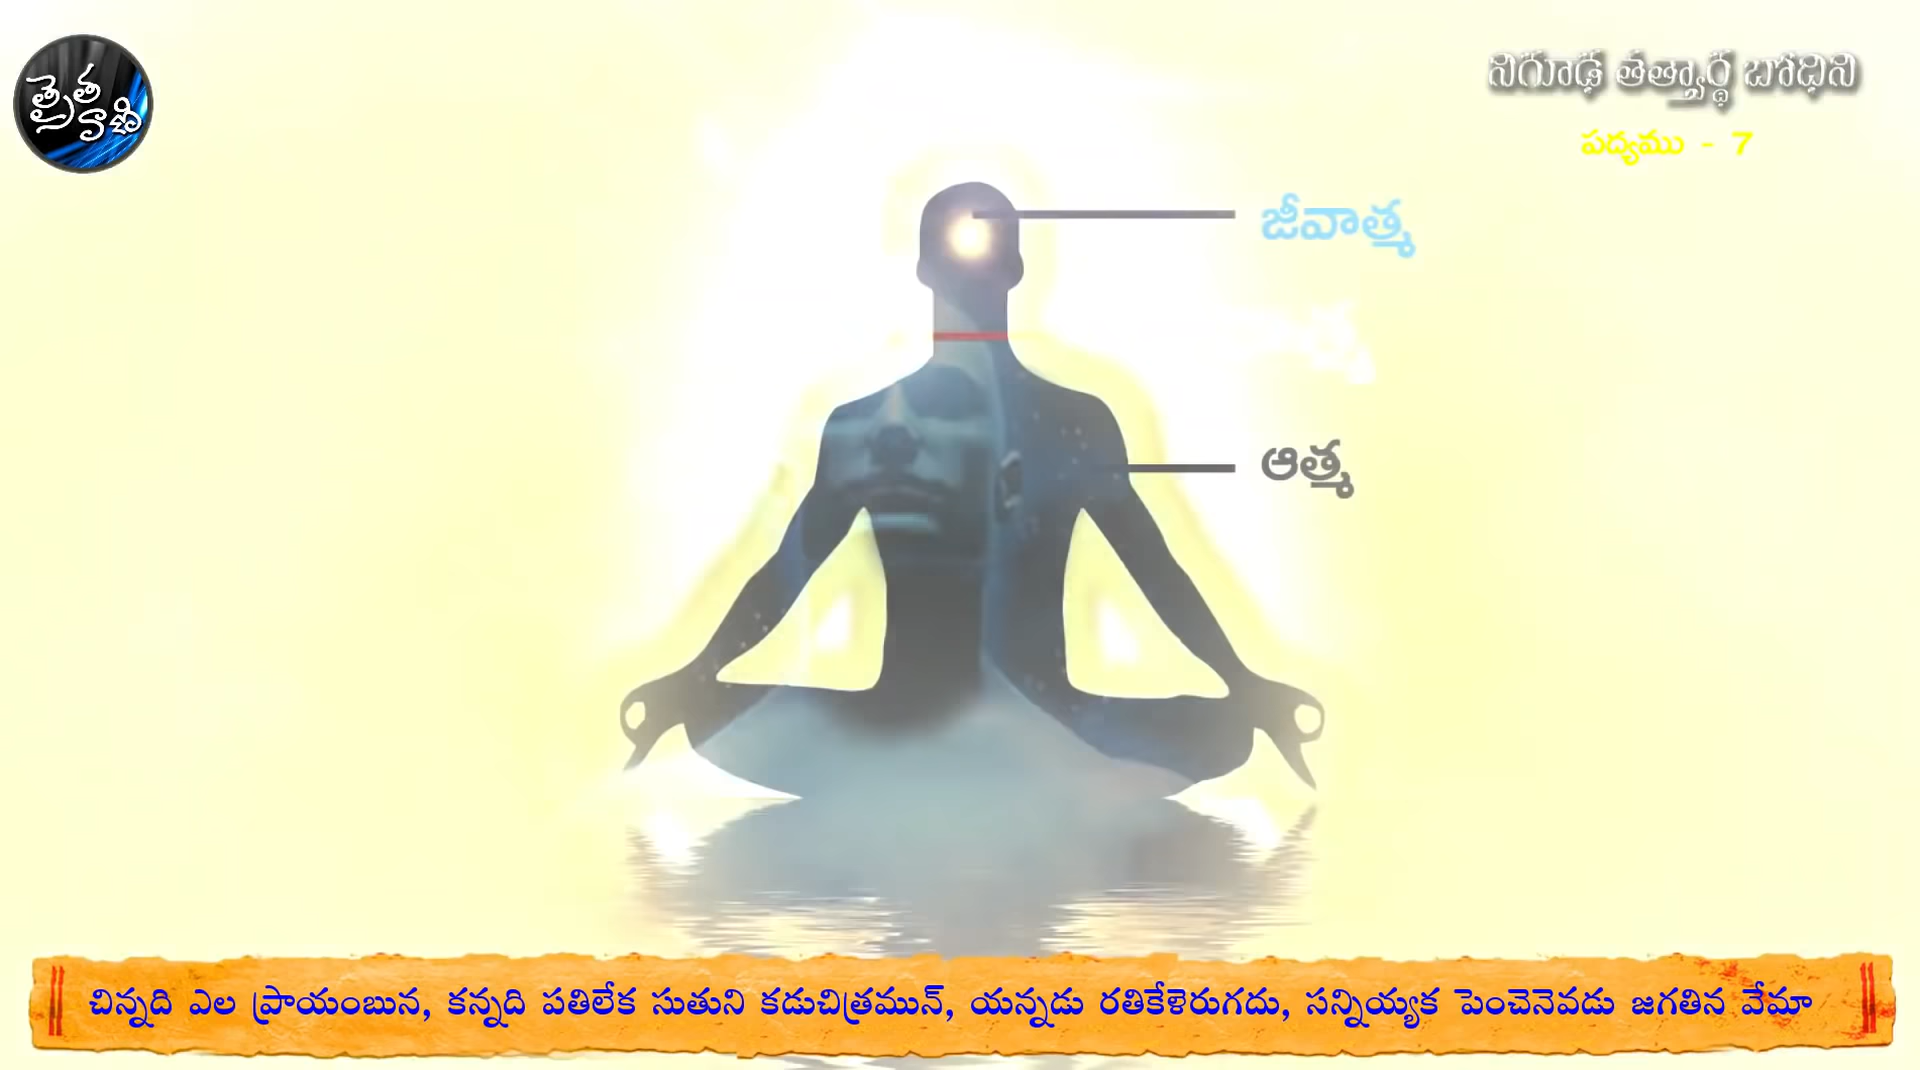 త్రైత
వాణి
నిగూఢ తత్త్వార్థ బోధిని
పద్యము - 7
జీవాత్మ
ఆత్మ
చిన్నది ఎల ప్రాయంబున, కన్నది పతిలేక సుతుని కడుచిత్రమున్, యన్నడు రతికేళెరుగదు, సన్నియ్యక పెంచెనెవడు జగతిన వేమా